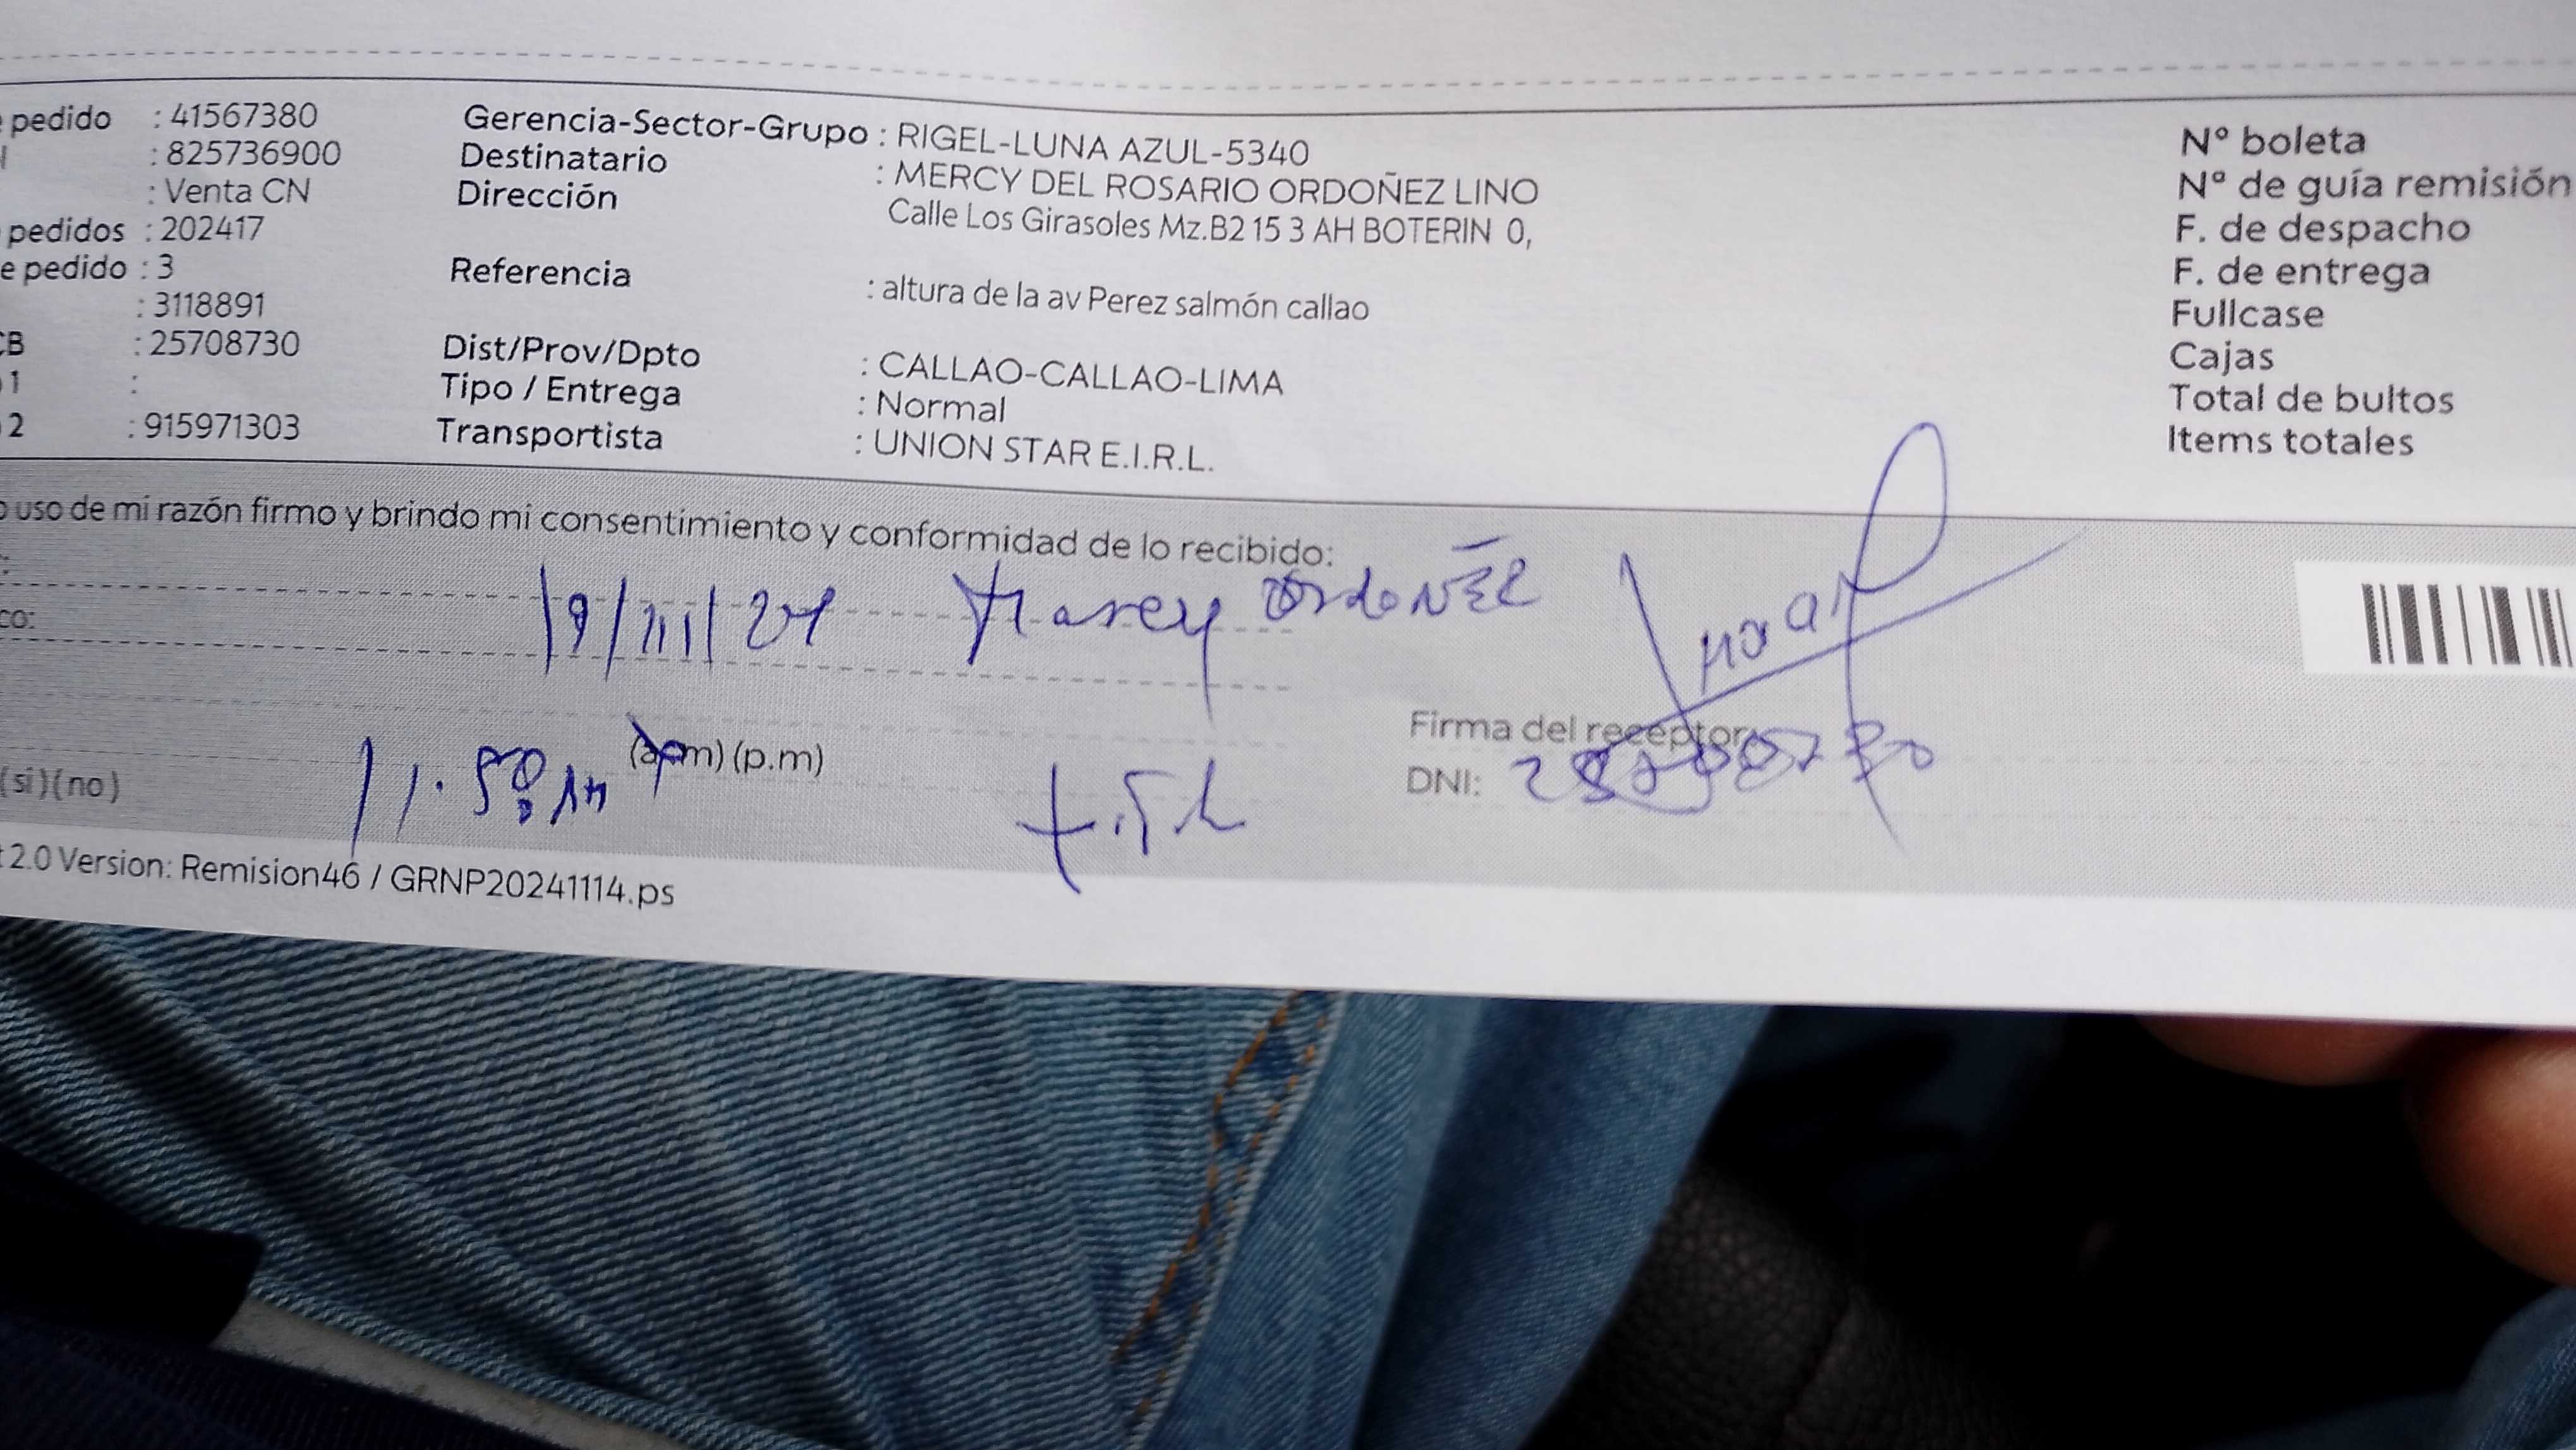 pedido : 41567380
: 825736900
: Venta CN
pedidos : 202417
e pedido : 3
: 3118891
CB : 25708730
1 :
2 : 915971303
Gerencia-Sector-Grupo : RIGEL-LUNA AZUL-5340
Destinatario : MERCY DEL ROSARIO ORDOÑEZ LINO
Dirección Calle Los Girasoles Mz.B2 15 3 AH BOTERIN 0,
Referencia : altura de la av Perez salmón callao
Dist/Prov/Dpto : CALLAO-CALLAO-LIMA
Tipo / Entrega : Normal
Transportista : UNION STAR E.I.R.L.
N° boleta
N° de guía remisión
F. de despacho
F. de entrega
Fullcase
Cajas
Total de bultos
Items totales
o uso de mi razón firmo y brindo mi consentimiento y conformidad de lo recibido:
co:
ORDOÑEZ
Firma del receptor
(a.m) (p.m)
(si)(no)
DNI:
2.0 Version: Remision46 / GRNP20241114.ps